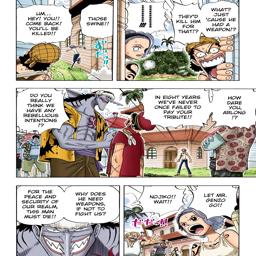 WHAT?
JUST
'CAUSE HE
HAD A
WEAPON!?
THEY'D
KILL HIM
FOR
THAT?
THOSE
SWINE!!
UM...
HEY!! YOU!
COME BACK!
YOU'LL BE
KILLED!!
HOW
DARE
YOU,
ARLONG
!?
IN EIGHT YEARS
WE'VE NEVER
ONCE FAILED TO
PAY YOUR
TRIBUTE!!
DO YOU
REALLY
THINK WE
HAVE ANY
REBELLIOUS
INTENTIONS
!?
LET MR.
GENZO
GO!
NOJIKO!!
WAIT!!
WHY DOES
HE NEED
WEAPONS,
IF NOT TO
FIGHT US?
FOR THE
PEACE AND
SECURITY OF
OUR REALM,
THIS MAN
MUST DIE!!